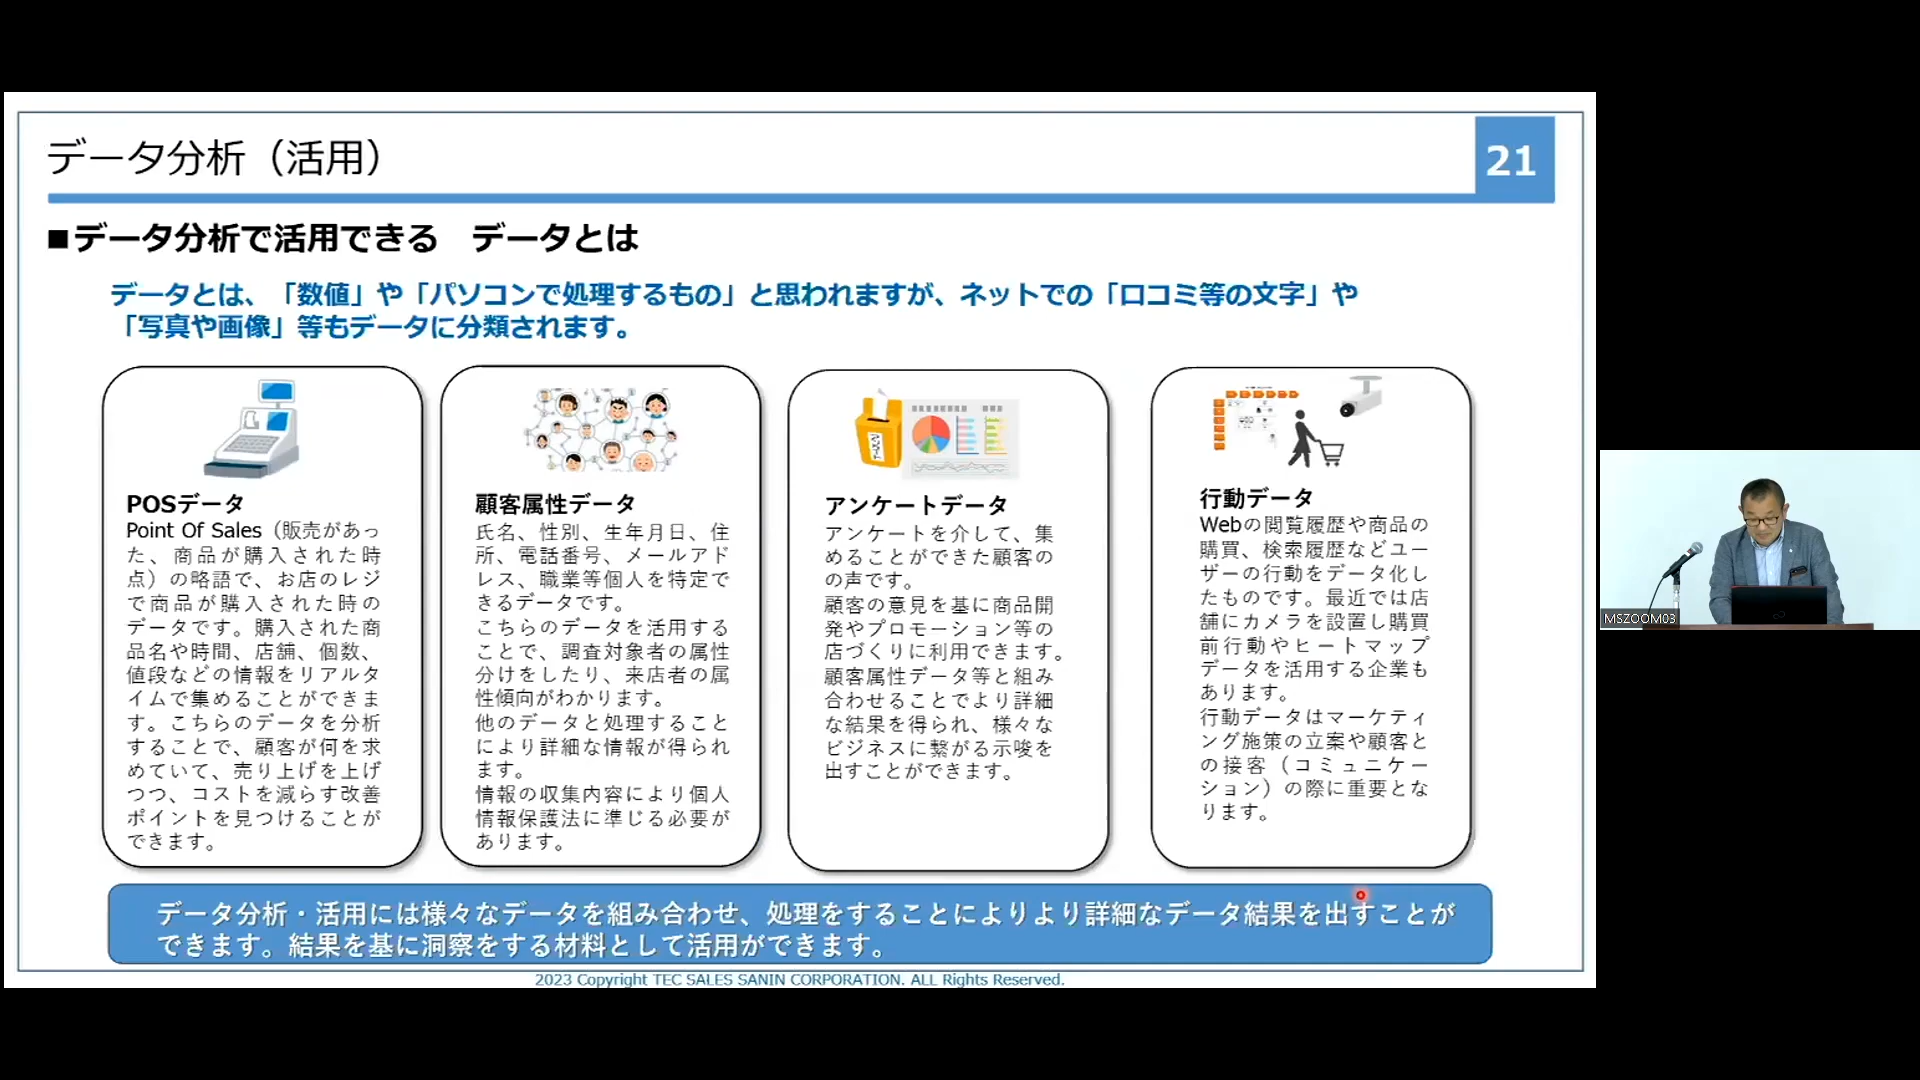 データ分析（活用）
21
■データ分析で活用できる　データとは
データとは、「数値」や「パソコンで処理するもの」と思われますが、ネットでの「口コミ等の文字」や
「写真や画像」等もデータに分類されます。
POSデータ
Point Of Sales（販売があっ
た、商品が購入された時
点）の略語で、お店のレジ
で商品が購入された時の
データです。購入された商
品名や時間、店舗、個数、
値段などの情報をリアルタ
イムで集めることができま
す。こちらのデータを分析
することで、顧客が何を求
めていて、売り上げを上げ
つつ、コストを減らす改善
ポイントを見つけることが
できます。
顧客属性データ
氏名、性別、生年月日、住
所、電話番号、メールアド
レス、職業等個人を特定で
きるデータです。
こちらのデータを活用する
ことで、調査対象者の属性
分けをしたり、来店者の属
性傾向がわかります。
他のデータと処理すること
により詳細な情報が得られ
ます。
情報の収集内容により個人
情報保護法に準じる必要が
あります。
アンケート
アンケートデータ
アンケートを介して、集
めることができた顧客の
の声です。
顧客の意見を基に商品開
発やプロモーション等の
店づくりに利用できます。
顧客属性データ等と組み
合わせることでより詳細
な結果を得られ、様々な
ビジネスに繋がる示唆を
出すことができます。
行動データ
Webの閲覧履歴や商品の
購買、検索履歴などユー
ザーの行動をデータ化し
たものです。最近では店
舗にカメラを設置し購買
前行動やヒートマップ
データを活用する企業も
あります。
行動データはマーケティ
ング施策の立案や顧客と
の接客（コミュニケー
ション）の際に重要とな
ります。
データ分析・活用には様々なデータを組み合わせ、処理をすることによりより詳細なデータ結果を出すことが
できます。結果を基に洞察をする材料として活用ができます。
2023 Copyright TEC SALES SANIN CORPORATION. ALL Rights Reserved.
MSZOOM03